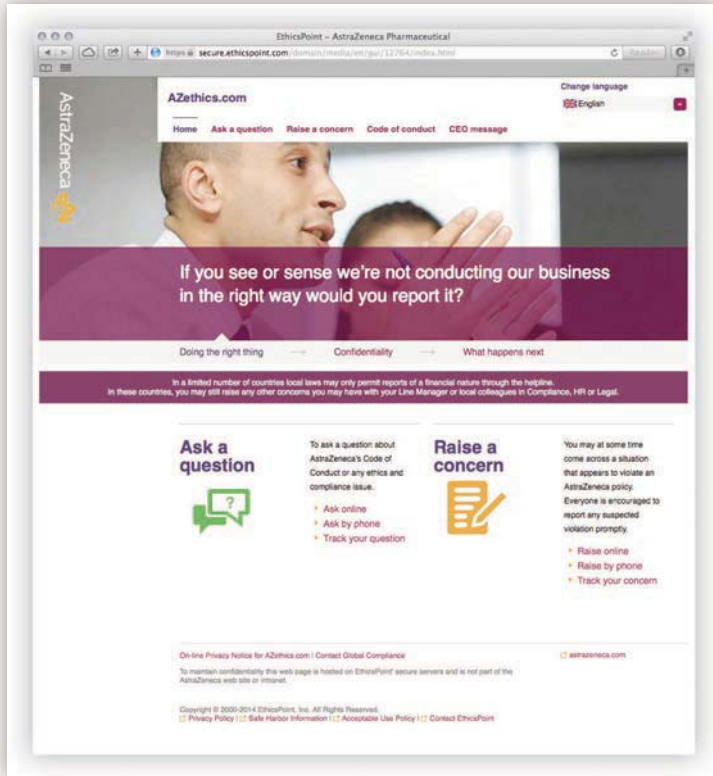 EthicsPoint – AstraZeneca Pharmaceutical
https secure.ethicspoint.com/domain/media/en/gui/12764/index.html
Reader
AstraZeneca
AZethics.com
Change language
English
Home Ask a question Raise a concern Code of conduct CEO message
If you see or sense we're not conducting our business
in the right way would you report it?
Doing the right thing → Confidentiality → What happens next
In a limited number of countries local laws may only permit reports of a financial nature through the helpline.
In these countries, you may still raise any other concerns you may have with your Line Manager or local colleagues in Compliance, HR or Legal.
Ask a
question
?
To ask a question about
AstraZeneca's Code of
Conduct or any ethics and
compliance issue.
Ask online
Ask by phone
Track your question
Raise a
concern
You may at some time
come across a situation
that appears to violate an
AstraZeneca policy.
Everyone is encouraged to
report any suspected
violation promptly.
Raise online
Raise by phone
Track your concern
On-line Privacy Notice for AZethics.com | Contact Global Compliance
astrazeneca.com
To maintain confidentiality this web page is hosted on EthicsPoint' secure servers and is not part of the
AstraZeneca web site or intranet
Copyright © 2000-2014 EthicsPoint, Inc. All Rights Reserved.
Privacy Policy | Safe Harbor Information | Acceptable Use Policy | Contact EthicsPoint